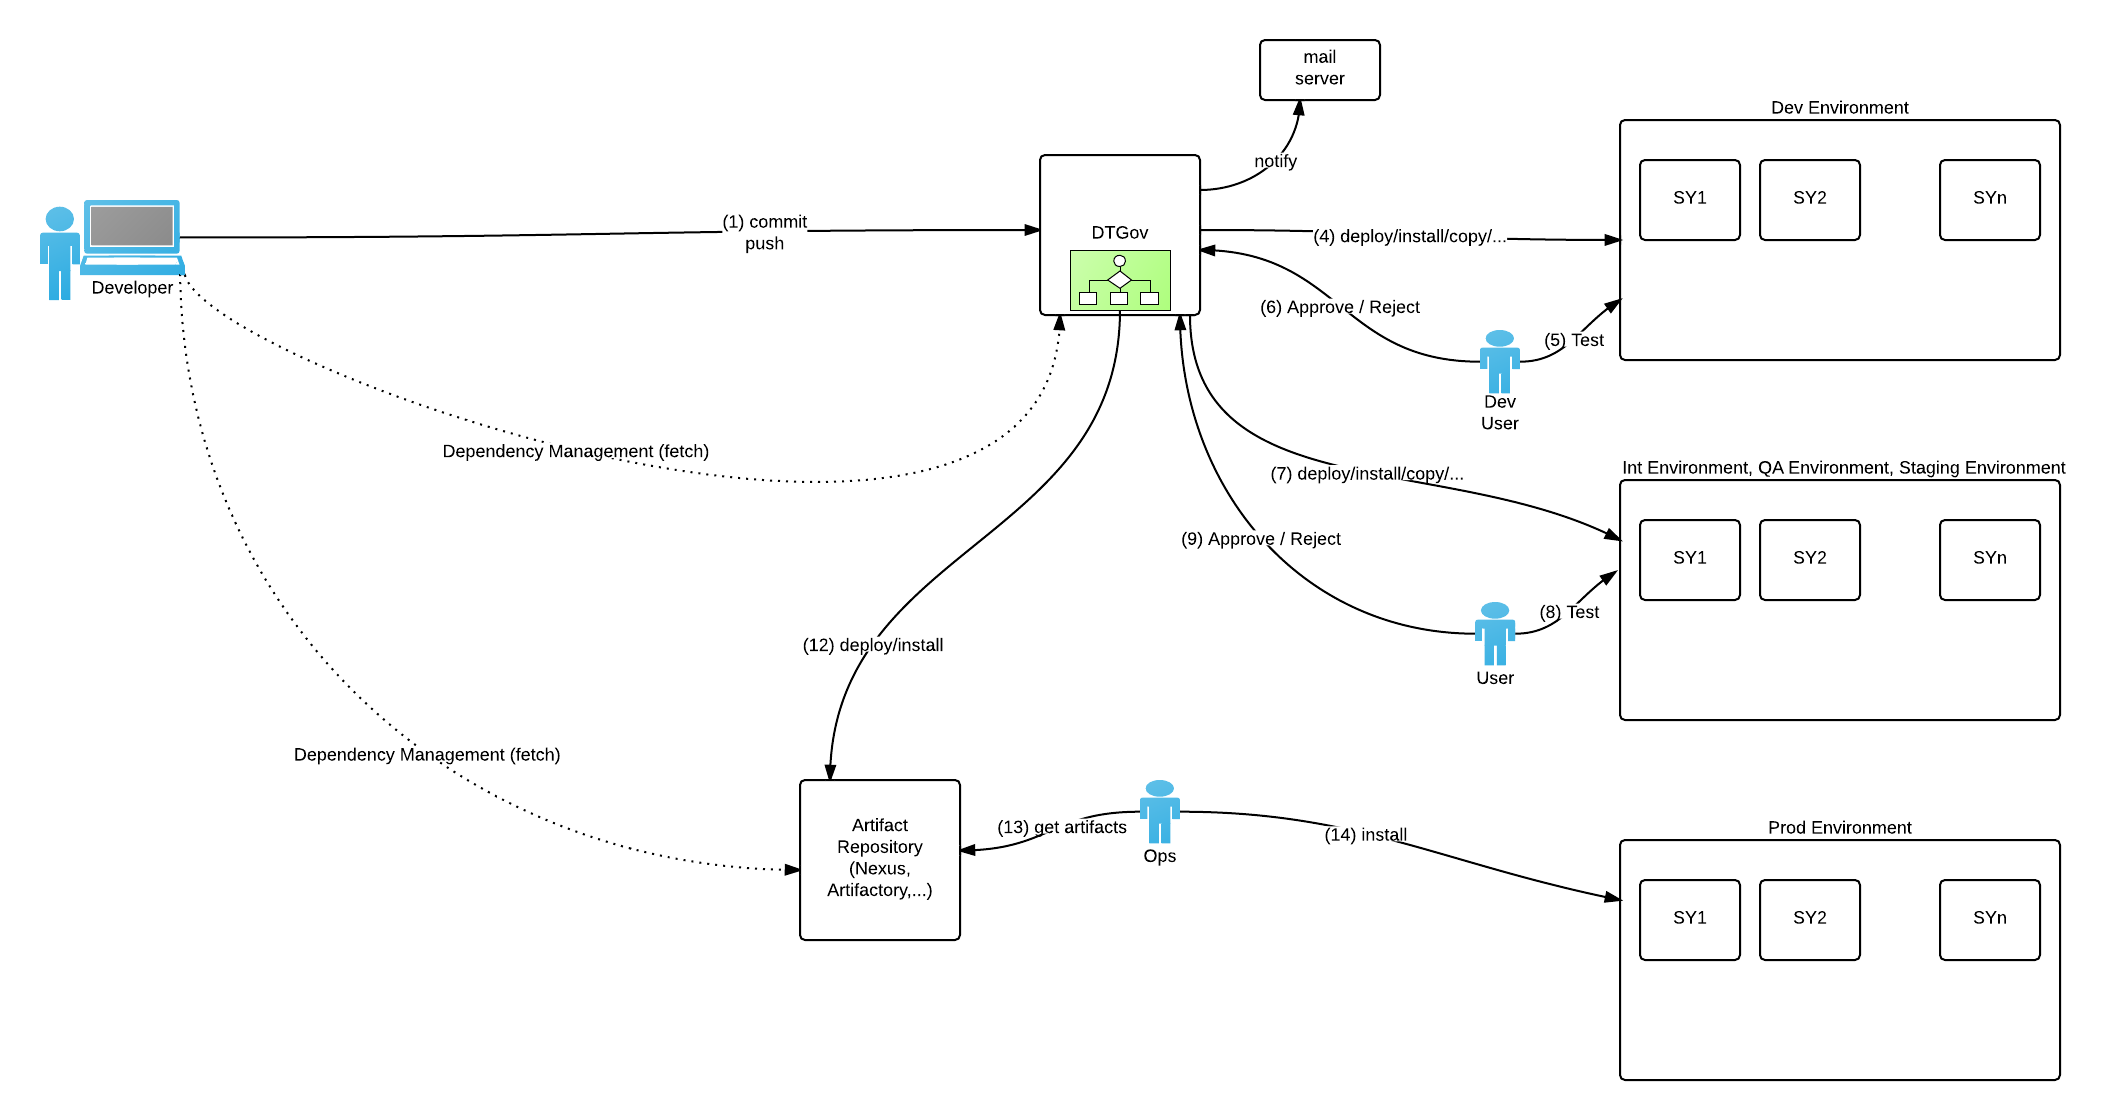 mail
server
Dev Environment
notify
SY1
SY2
SYn
(1) commit
push
DTGov
(4) deploy/install/copy/...
Developer
(6) Approve / Reject
(5) Test
Dev
User
Dependency Management (fetch)
Int Environment, QA Environment, Staging Environment
(7) deploy/install/copy/...
(9) Approve / Reject
SY1
SY2
SYn
(8) Test
(12) deploy/install
User
Dependency Management (fetch)
Artifact
Repository
(Nexus,
Artifactory,...)
(13) get artifacts
Ops
(14) install
Prod Environment
SY1
SY2
SYn